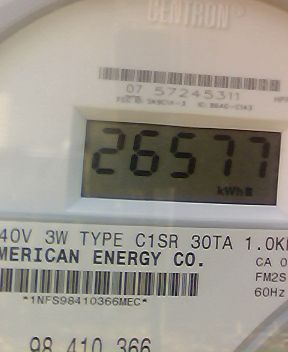 CENTRON®
07 57245311
26577
kWh
40V 3W TYPE C1SR 30TA 1.0K
MERICAN ENERGY CO.
CA 0
FM2S
*1NFS98410366MEC*
60Hz
98 410 366